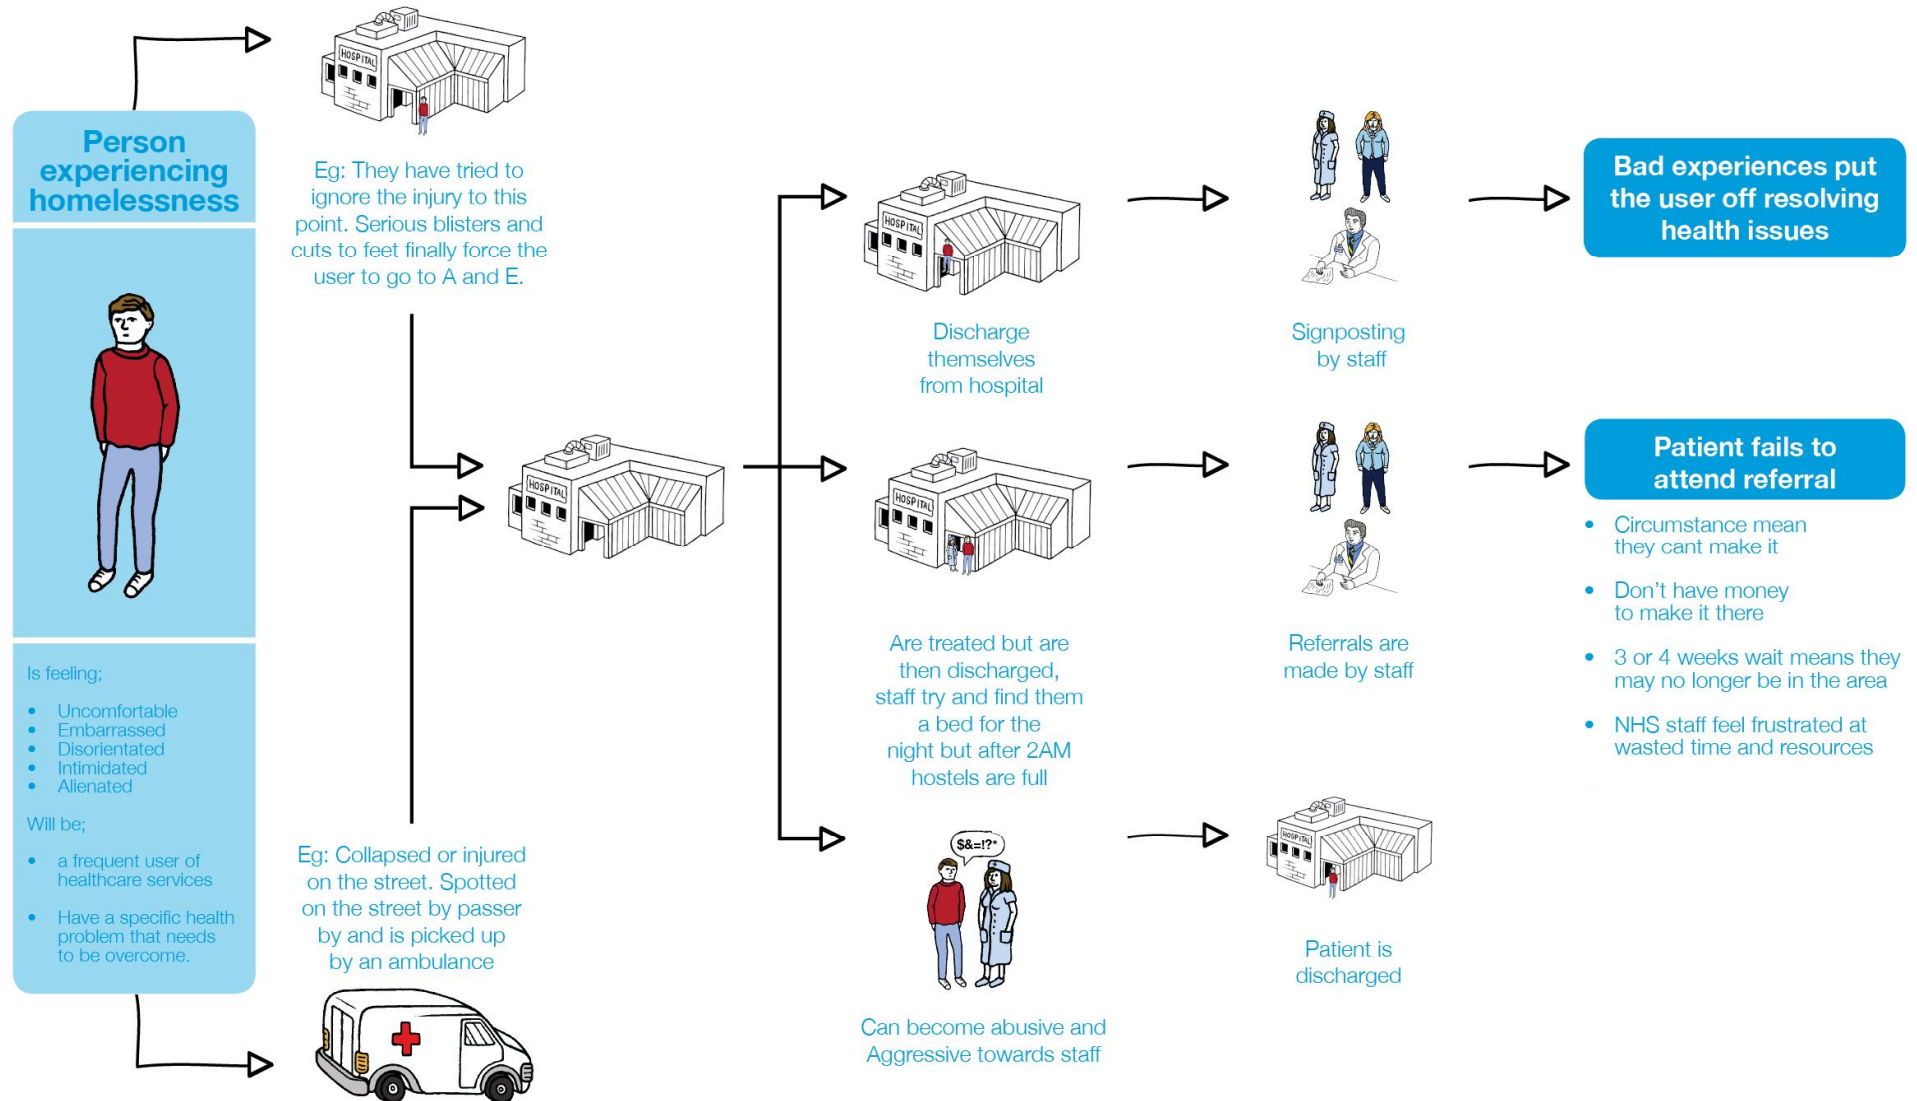 Person
experiencing
homelessness
Is feeling;
• Uncomfortable
• Embarrassed
• Disorientated
• Intimidated
• Alienated
Will be;
• a frequent user of
healthcare services
• Have a specific health
problem that needs
to be overcome.
HOSPITAL
Eg: They have tried to
ignore the injury to this
point. Serious blisters and
cuts to feet finally force the
user to go to A and E.
Eg: Collapsed or injured
on the street. Spotted
on the street by passer
by and is picked up
by an ambulance
HOSPITAL
HOSPITAL
Discharge
themselves
from hospital
Signposting
by staff
Bad experiences put
the user off resolving
health issues
HOSPITAL
Are treated but are
then discharged,
staff try and find them
a bed for the
night but after 2AM
hostels are full
Referrals are
made by staff
Patient fails to
attend referral
• Circumstance mean
they cant make it
• Don't have money
to make it there
• 3 or 4 weeks wait means they
may no longer be in the area
• NHS staff feel frustrated at
wasted time and resources
$&=!?*
Can become abusive and
Aggressive towards staff
HOSPITAL
Patient is
discharged